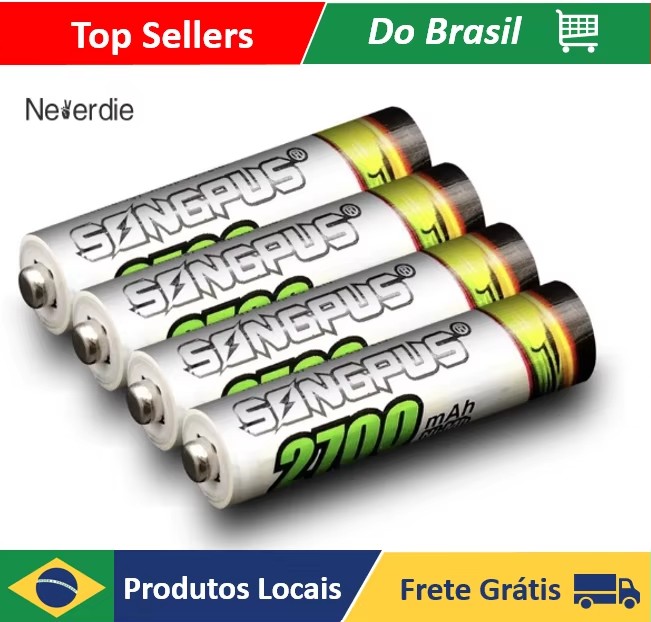 Top Sellers
Do Brasil
Neverdie
SONGPUS®
SONGPUS®
SONGPUS®
SONGPUS®
2700 mAh
Produtos Locais
Frete Grátis